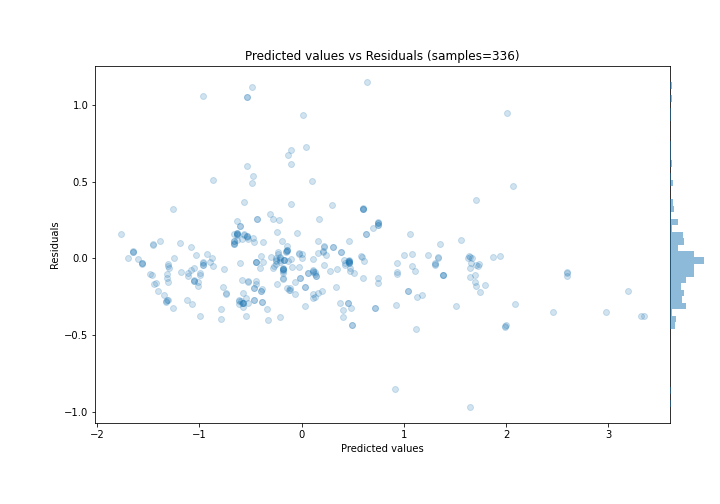 Predicted values vs Residuals (samples=336)
1.0
0.5
0.0
−0.5
−1.0
Residuals
−2 −1 0 1 2 3
Predicted values